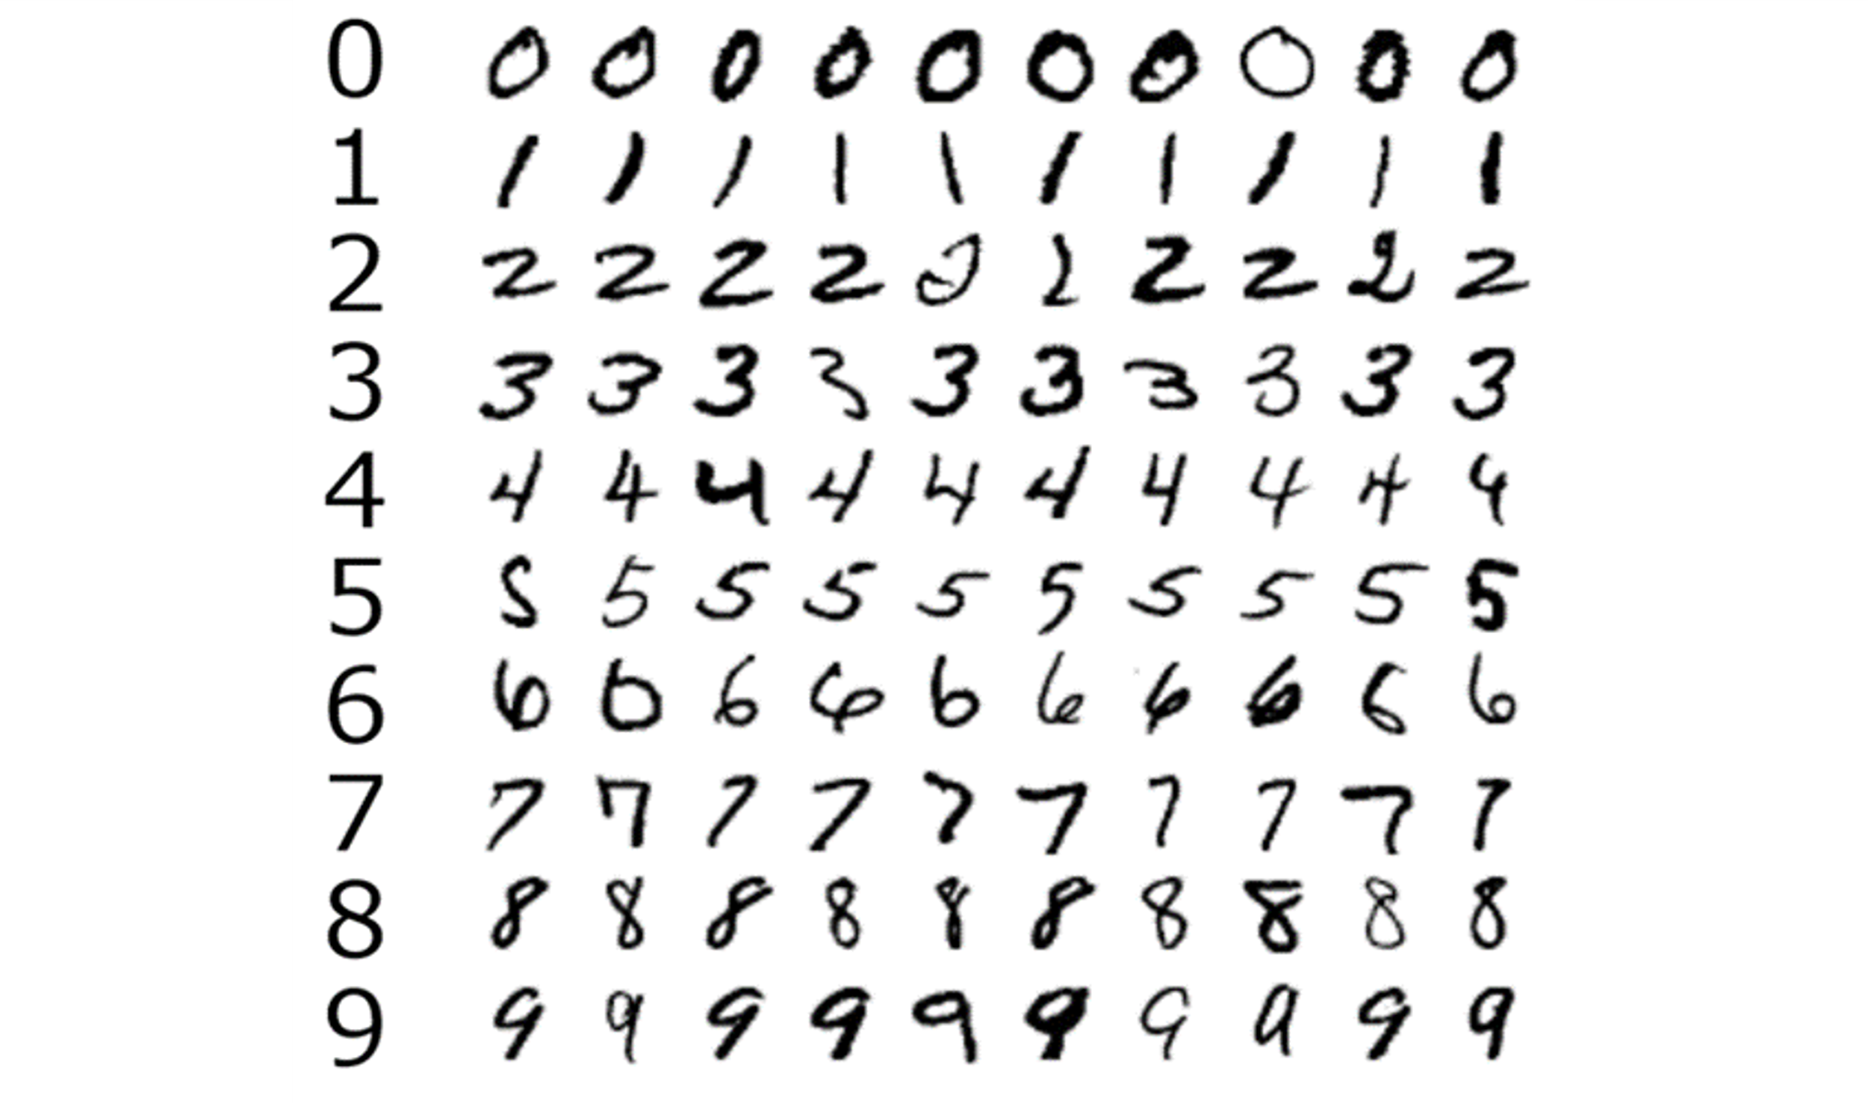 0 0 0 0 0 0 0 0 0 0 0
1 1 1 1 1 1 1 1 1 1 1
2 2 2 2 2 2 2 2 2 2 2
3 3 3 3 3 3 3 3 3 3 3
4 4 4 4 4 4 4 4 4 4 4
5 5 5 5 5 5 5 5 5 5 5
6 6 6 6 6 6 6 6 6 6 6
7 7 7 7 7 7 7 7 7 7 7
8 8 8 8 8 8 8 8 8 8 8
9 9 9 9 9 9 9 9 9 9 9